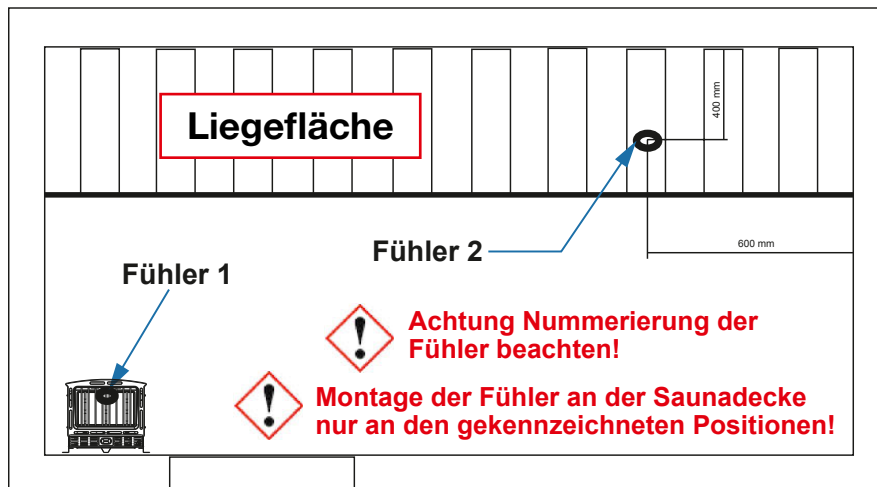 Liegefläche
400 mm
Fühler 2
600 mm
Fühler 1
Achtung Nummerierung der
Fühler beachten!
Montage der Fühler an der Saunadecke
nur an den gekennzeichneten Positionen!